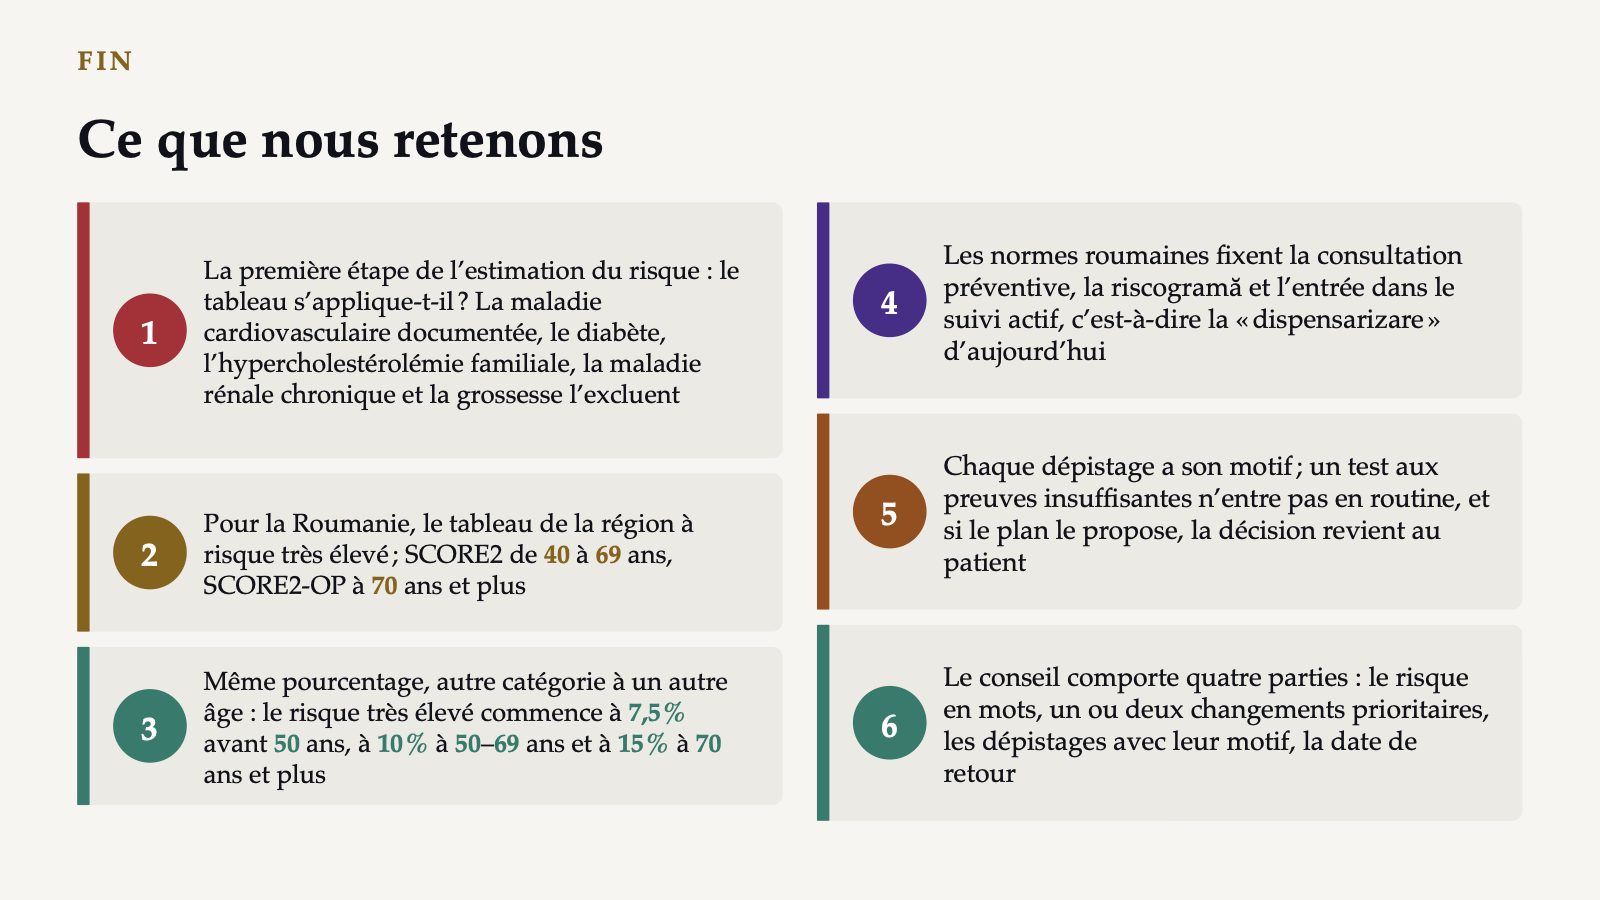 FIN
Ce que nous retenons
1
La première étape de l’estimation du risque : le
tableau s’applique-t-il ? La maladie
cardiovasculaire documentée, le diabète,
l’hypercholestérolémie familiale, la maladie
rénale chronique et la grossesse l’excluent
2
Pour la Roumanie, le tableau de la région à
risque très élevé ; SCORE2 de 40 à 69 ans,
SCORE2-OP à 70 ans et plus
3
Même pourcentage, autre catégorie à un autre
âge : le risque très élevé commence à 7,5 %
avant 50 ans, à 10 % à 50–69 ans et à 15 % à 70
ans et plus
4
Les normes roumaines fixent la consultation
préventive, la riscogramă et l’entrée dans le
suivi actif, c’est-à-dire la « dispensarizare »
d’aujourd’hui
5
Chaque dépistage a son motif ; un test aux
preuves insuffisantes n’entre pas en routine, et
si le plan le propose, la décision revient au
patient
6
Le conseil comporte quatre parties : le risque
en mots, un ou deux changements prioritaires,
les dépistages avec leur motif, la date de
retour